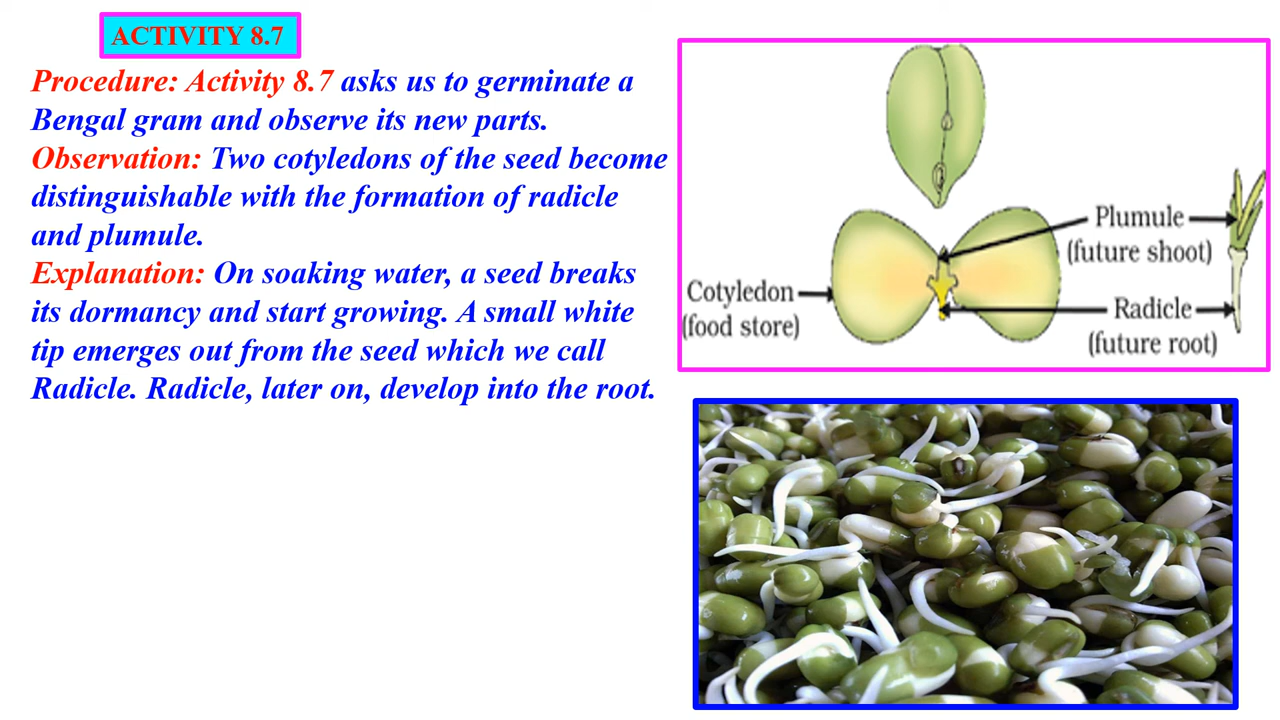 ACTIVITY 8.7
Procedure: Activity 8.7 asks us to germinate a
Bengal gram and observe its new parts.
Observation: Two cotyledons of the seed become
distinguishable with the formation of radicle
and plumule.
Explanation: On soaking water, a seed breaks
its dormancy and start growing. A small white
tip emerges out from the seed which we call
Radicle. Radicle, later on, develop into the root.
Plumule
(future shoot)
Cotyledon
(food store)
Radicle
(future root)